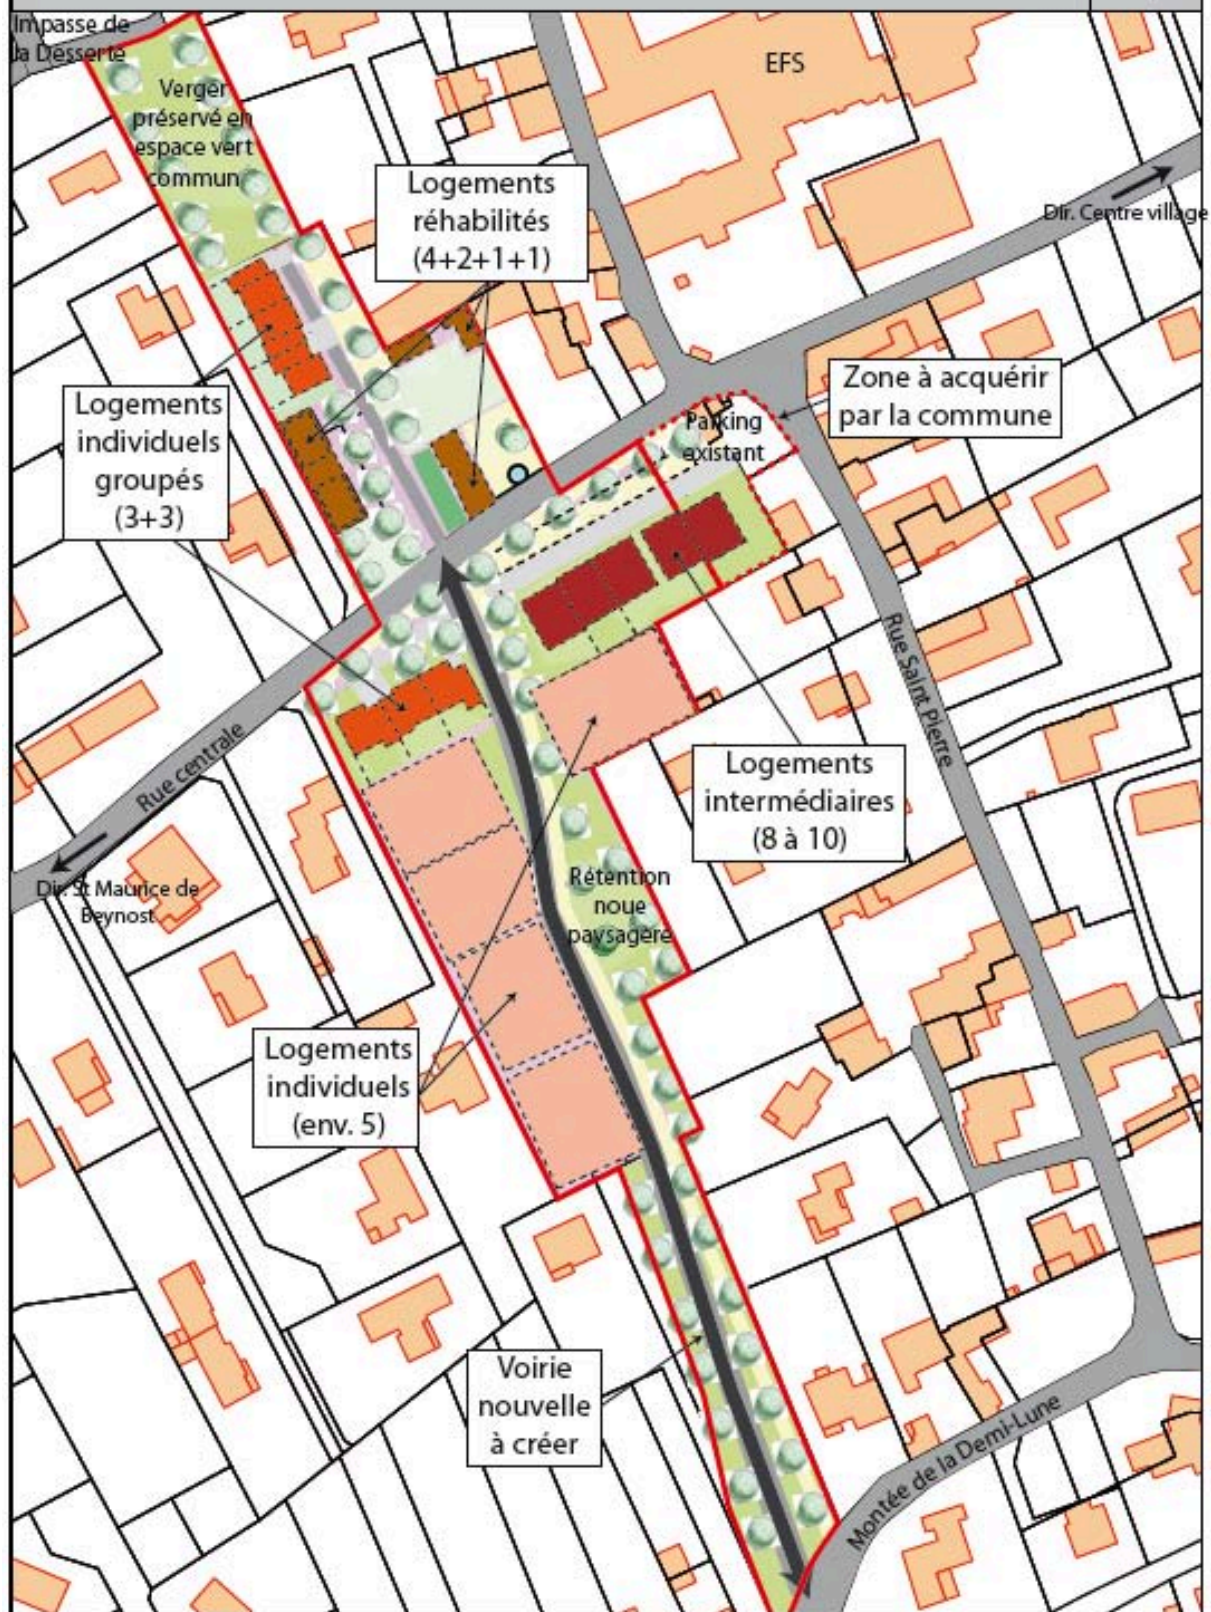 Impasse de
la Desserte
EFS
Verger
préservé en
espace vert
commun
Logements
réhabilités
(4+2+1+1)
Dir. Centre village
Zone à acquérir
par la commune
Logements
individuels
groupés
(3+3)
Parking
existant
Rue Saint Pierre
Rue centrale
Logements
intermédiaires
(8 à 10)
Dir. St Maurice de
Beynost
Rétention
noue
paysagère
Logements
individuels
(env. 5)
Voirie
nouvelle
à créer
Montée de la Demi-Lune